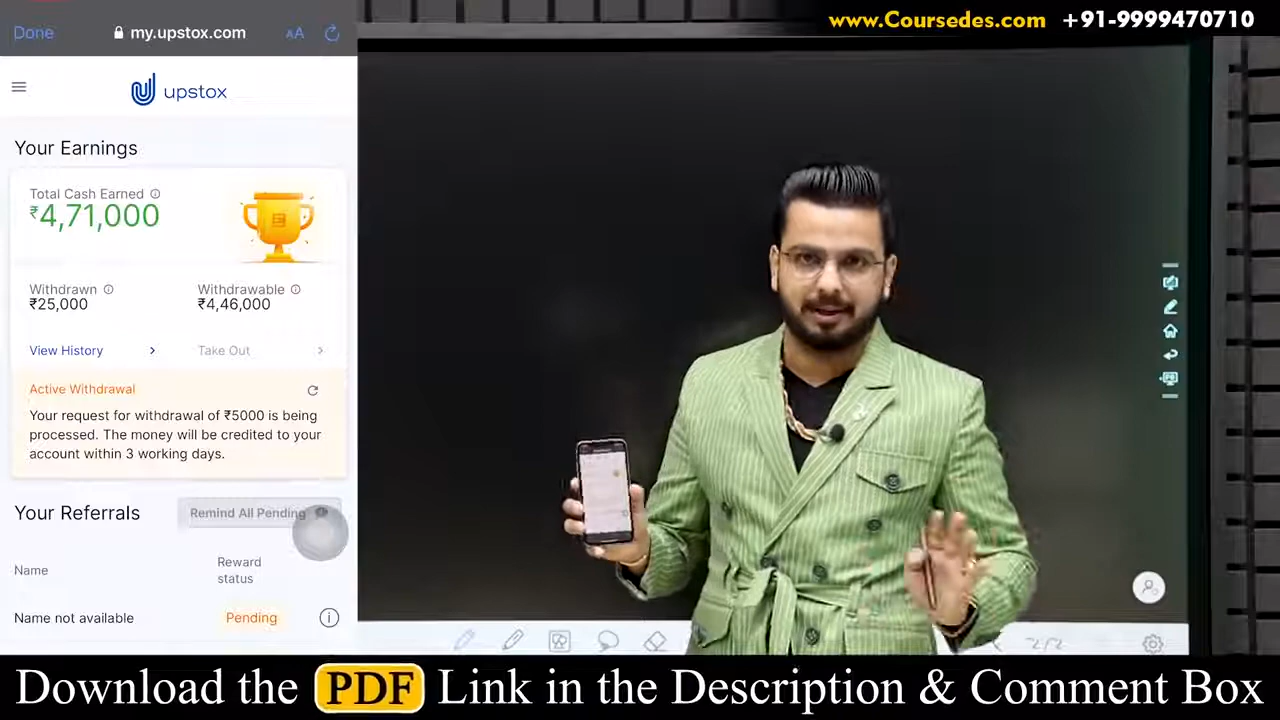 www.Coursedes.com +91-9999470710
Done
my.upstox.com
AA
upstox
Your Earnings
Total Cash Earned
₹4,71,000
Withdrawn
Withdrawable
₹25,000
₹4,46,000
View History
Take Out
Active Withdrawal
Your request for withdrawal of ₹5000 is being
processed. The money will be credited to your
account within 3 working days.
Your Referrals
Remind All Pending
Name
Reward
status
Name not available
Pending
2/2
Download the PDF Link in the Description & Comment Box